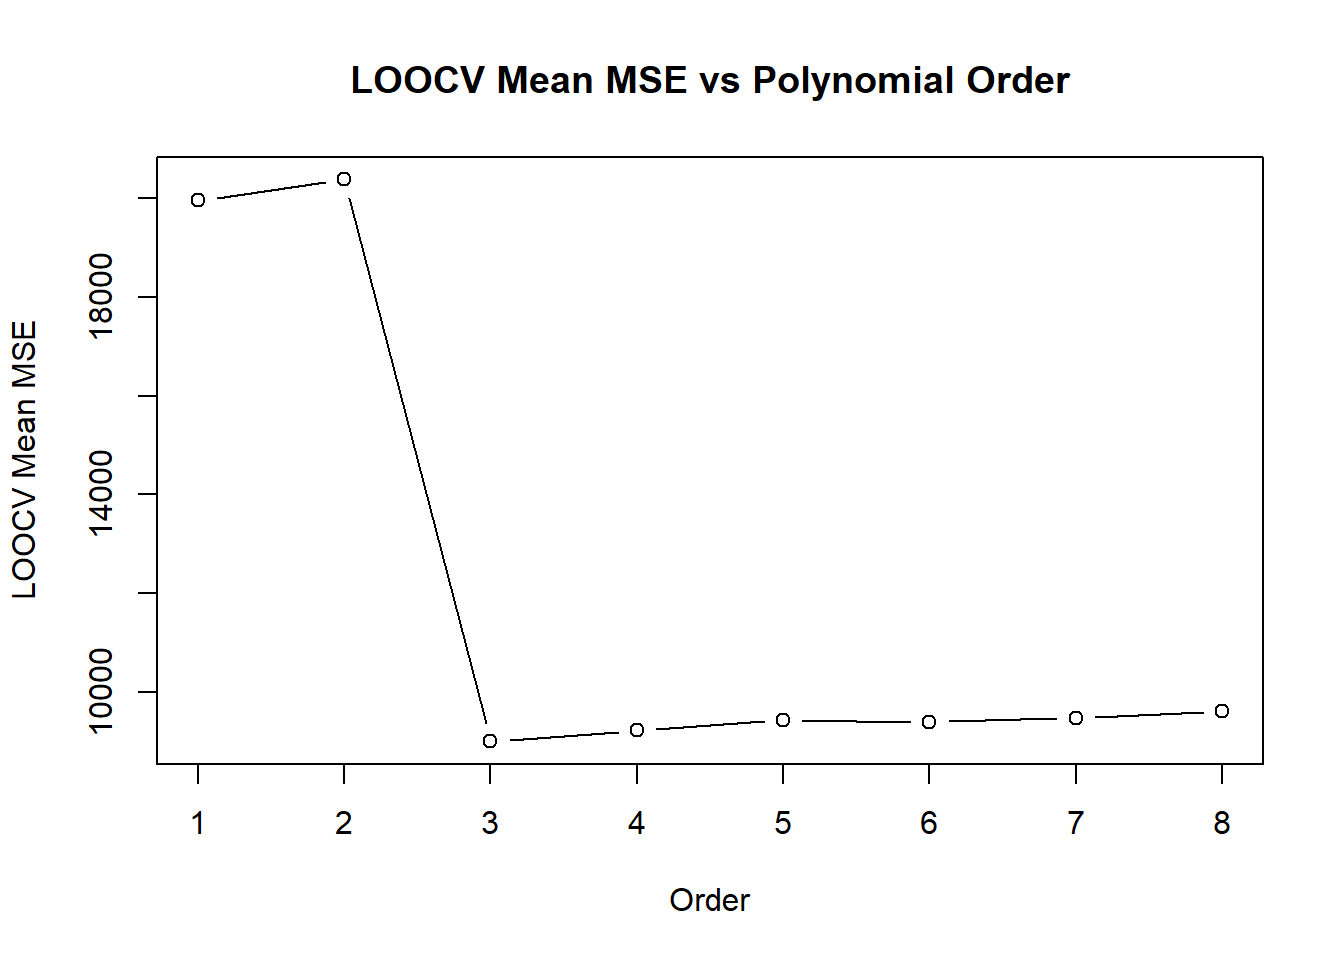 LOOCV Mean MSE vs Polynomial Order
LOOCV Mean MSE
18000
14000
10000
1 2 3 4 5 6 7 8
Order